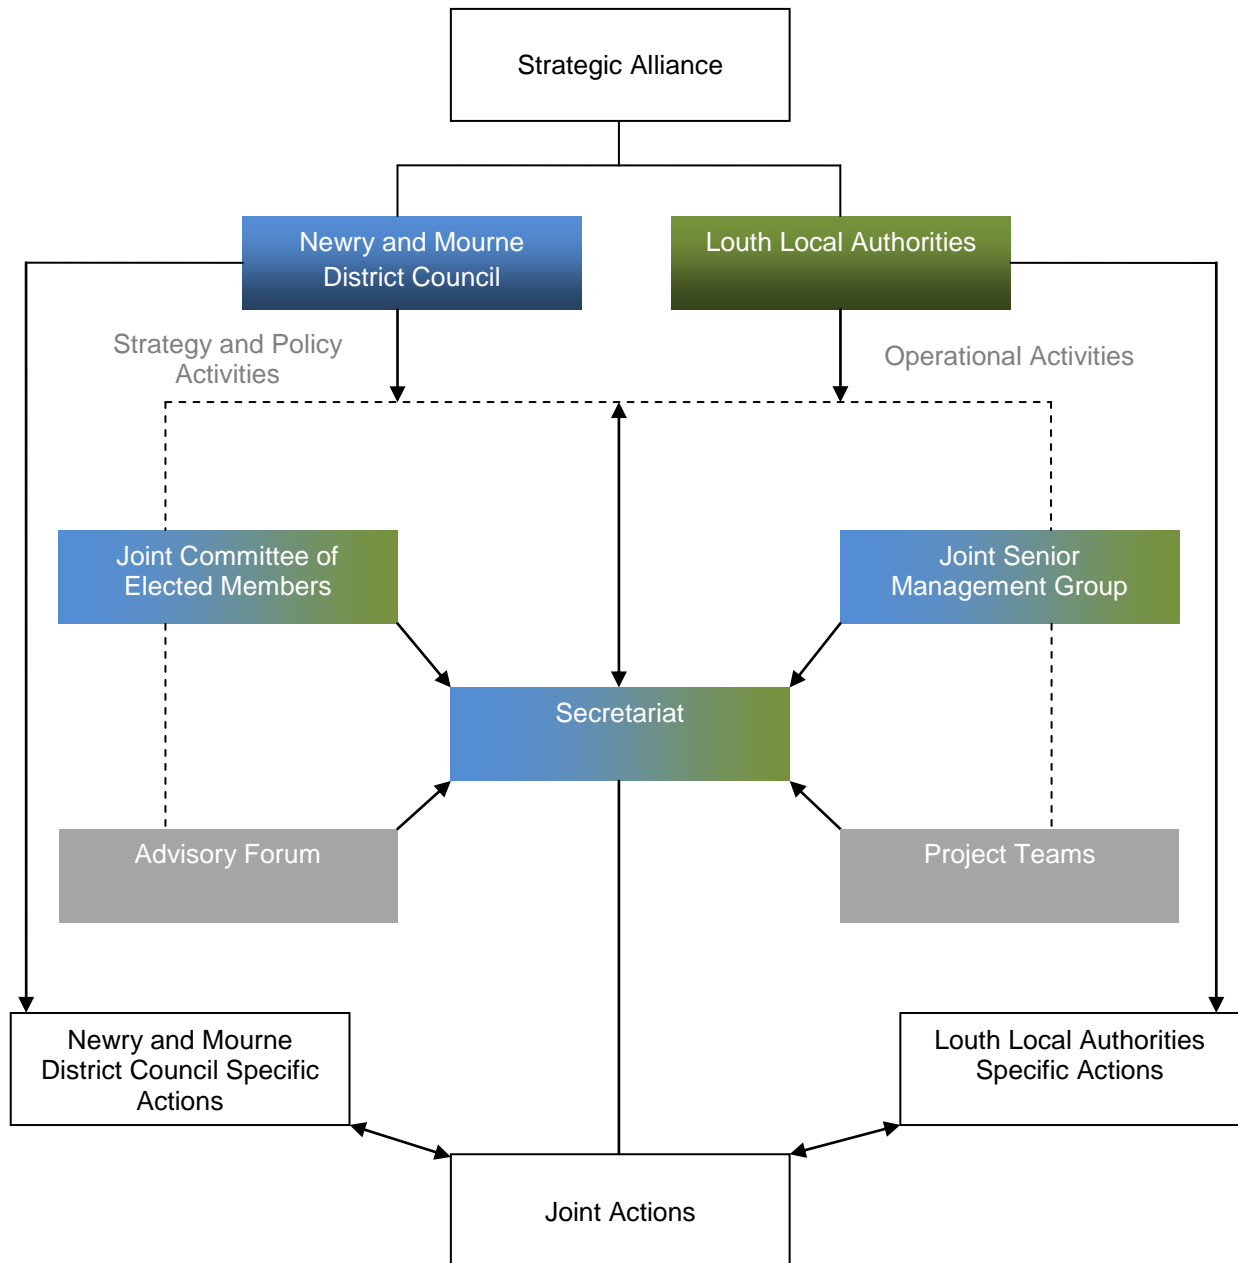 Strategic Alliance
Newry and Mourne
District Council
Louth Local Authorities
Strategy and Policy
Activities
Operational Activities
Joint Committee of
Elected Members
Joint Senior
Management Group
Secretariat
Advisory Forum
Project Teams
Newry and Mourne
District Council Specific
Actions
Louth Local Authorities
Specific Actions
Joint Actions